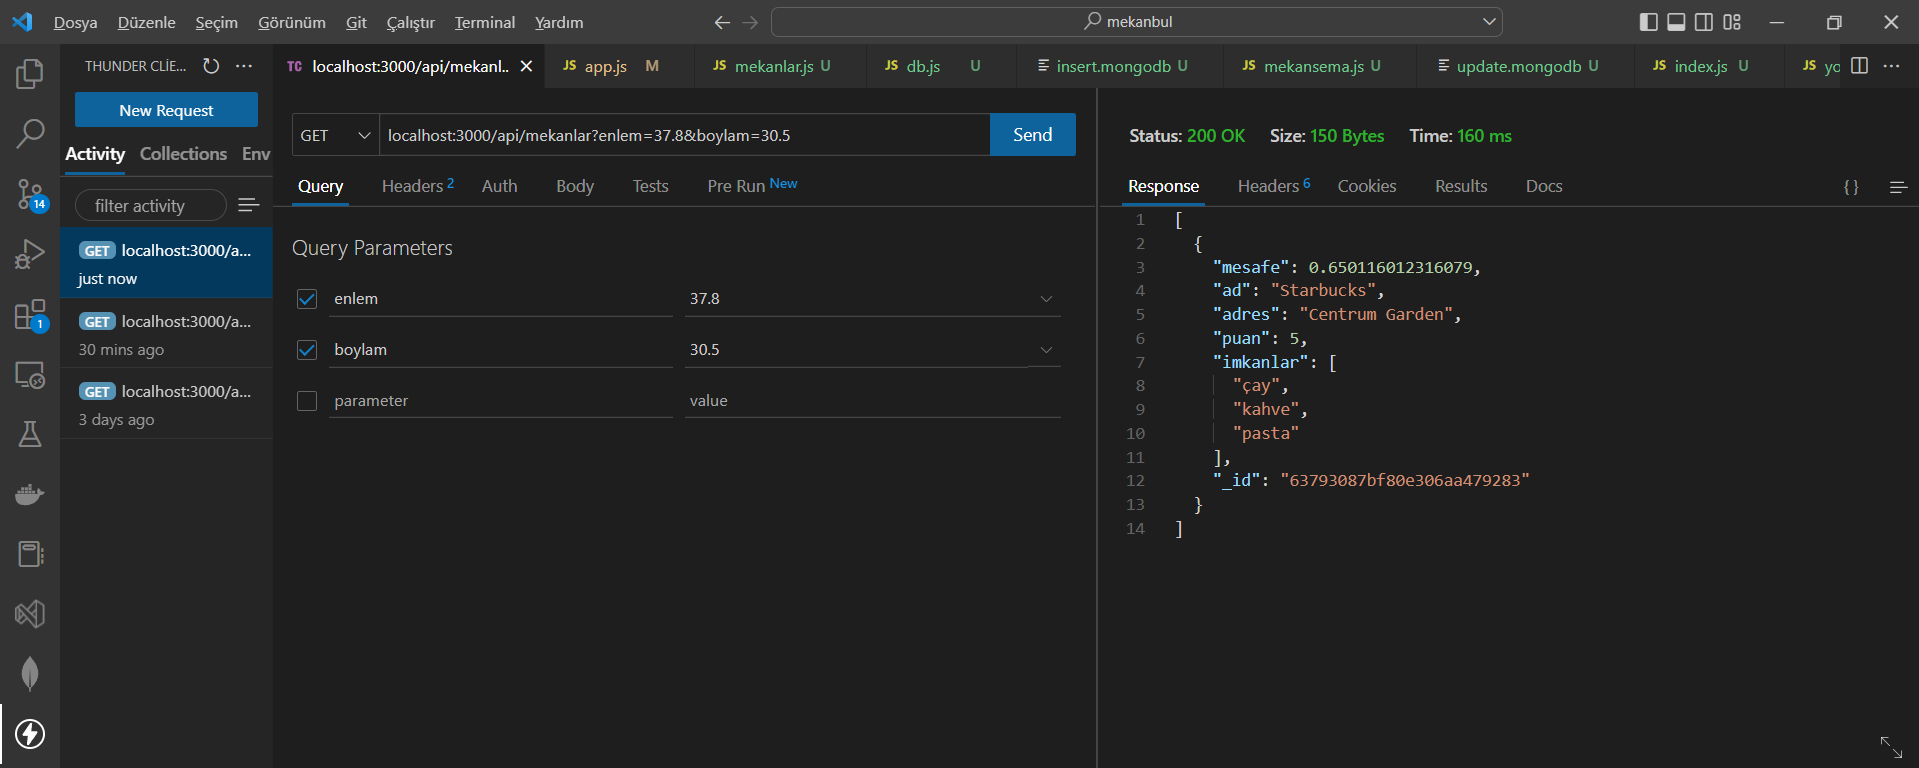 Dosya Düzenle Seçim Görünüm Git Çalıştır Terminal Yardım
mekanbul
THUNDER CLİE...
localhost:3000/api/mekanl..
JS app.js M
JS mekanlar.js U
JS db.js U
insert.mongodb U
JS mekansema.js U
update.mongodb U
JS index.js U
JS yo
New Request
Activity Collections Env
filter activity
GET localhost:3000/a...
just now
GET localhost:3000/a...
30 mins ago
GET localhost:3000/a...
3 days ago
14
1
TC
GET localhost:3000/api/mekanlar?enlem=37.8&boylam=30.5 Send
Query Headers 2 Auth Body Tests Pre Run New
Query Parameters
enlem 37.8
boylam 30.5
parameter value
Status: 200 OK Size: 150 Bytes Time: 160 ms
Response Headers 6 Cookies Results Docs {}
1 [
2 {
3 "mesafe": 0.650116012316079,
4 "ad": "Starbucks",
5 "adres": "Centrum Garden",
6 "puan": 5,
7 "imkanlar": [
8 "çay",
9 "kahve",
10 "pasta"
11 ],
12 "_id": "63793087bf80e306aa479283"
13 }
14 ]